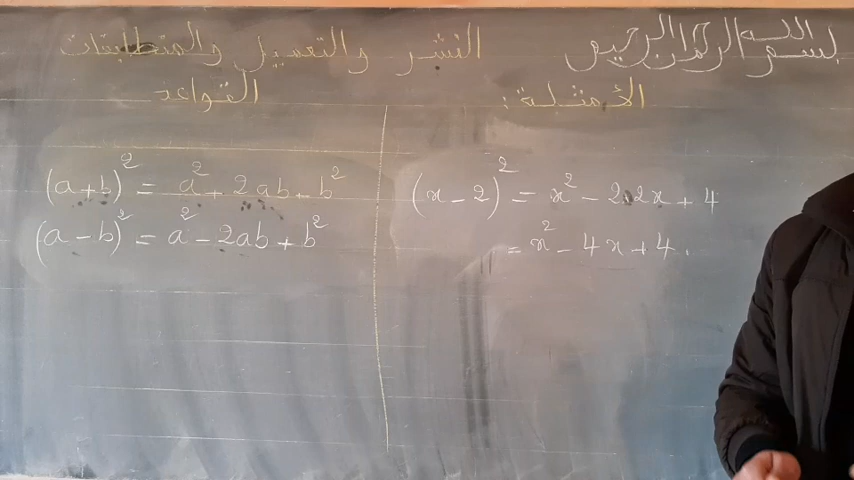 بسم الله الرحمن الرحيم
النشر والتعميل والمتطابقات
الأمثلة:
القواعد
(x - 2)² = x² - 2·2x + 4
= x² - 4x + 4.
(a+b)² = a² + 2ab - b²
(a - b)² = a² - 2ab + b²